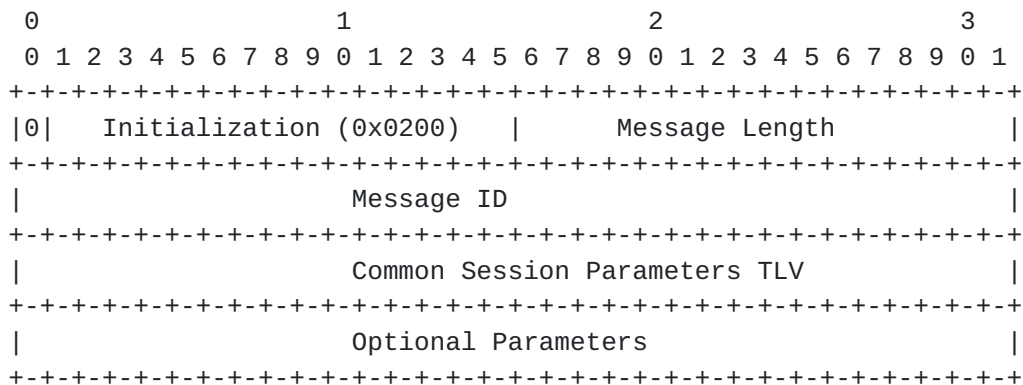 0                   1                   2                   3
 0 1 2 3 4 5 6 7 8 9 0 1 2 3 4 5 6 7 8 9 0 1 2 3 4 5 6 7 8 9 0 1
+-+-+-+-+-+-+-+-+-+-+-+-+-+-+-+-+-+-+-+-+-+-+-+-+-+-+-+-+-+-+-+-+
|0|   Initialization (0x0200)   |      Message Length           |
+-+-+-+-+-+-+-+-+-+-+-+-+-+-+-+-+-+-+-+-+-+-+-+-+-+-+-+-+-+-+-+-+
|                     Message ID                                |
+-+-+-+-+-+-+-+-+-+-+-+-+-+-+-+-+-+-+-+-+-+-+-+-+-+-+-+-+-+-+-+-+
|                     Common Session Parameters TLV             |
+-+-+-+-+-+-+-+-+-+-+-+-+-+-+-+-+-+-+-+-+-+-+-+-+-+-+-+-+-+-+-+-+
|                     Optional Parameters                       |
+-+-+-+-+-+-+-+-+-+-+-+-+-+-+-+-+-+-+-+-+-+-+-+-+-+-+-+-+-+-+-+-+